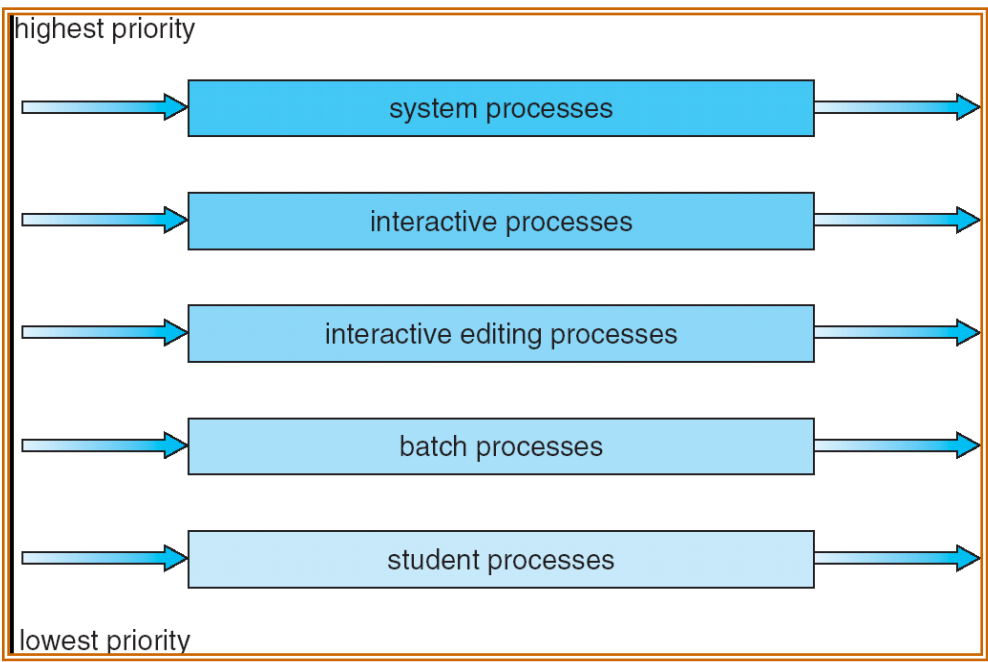 highest priority
system processes
interactive processes
interactive editing processes
batch processes
student processes
lowest priority